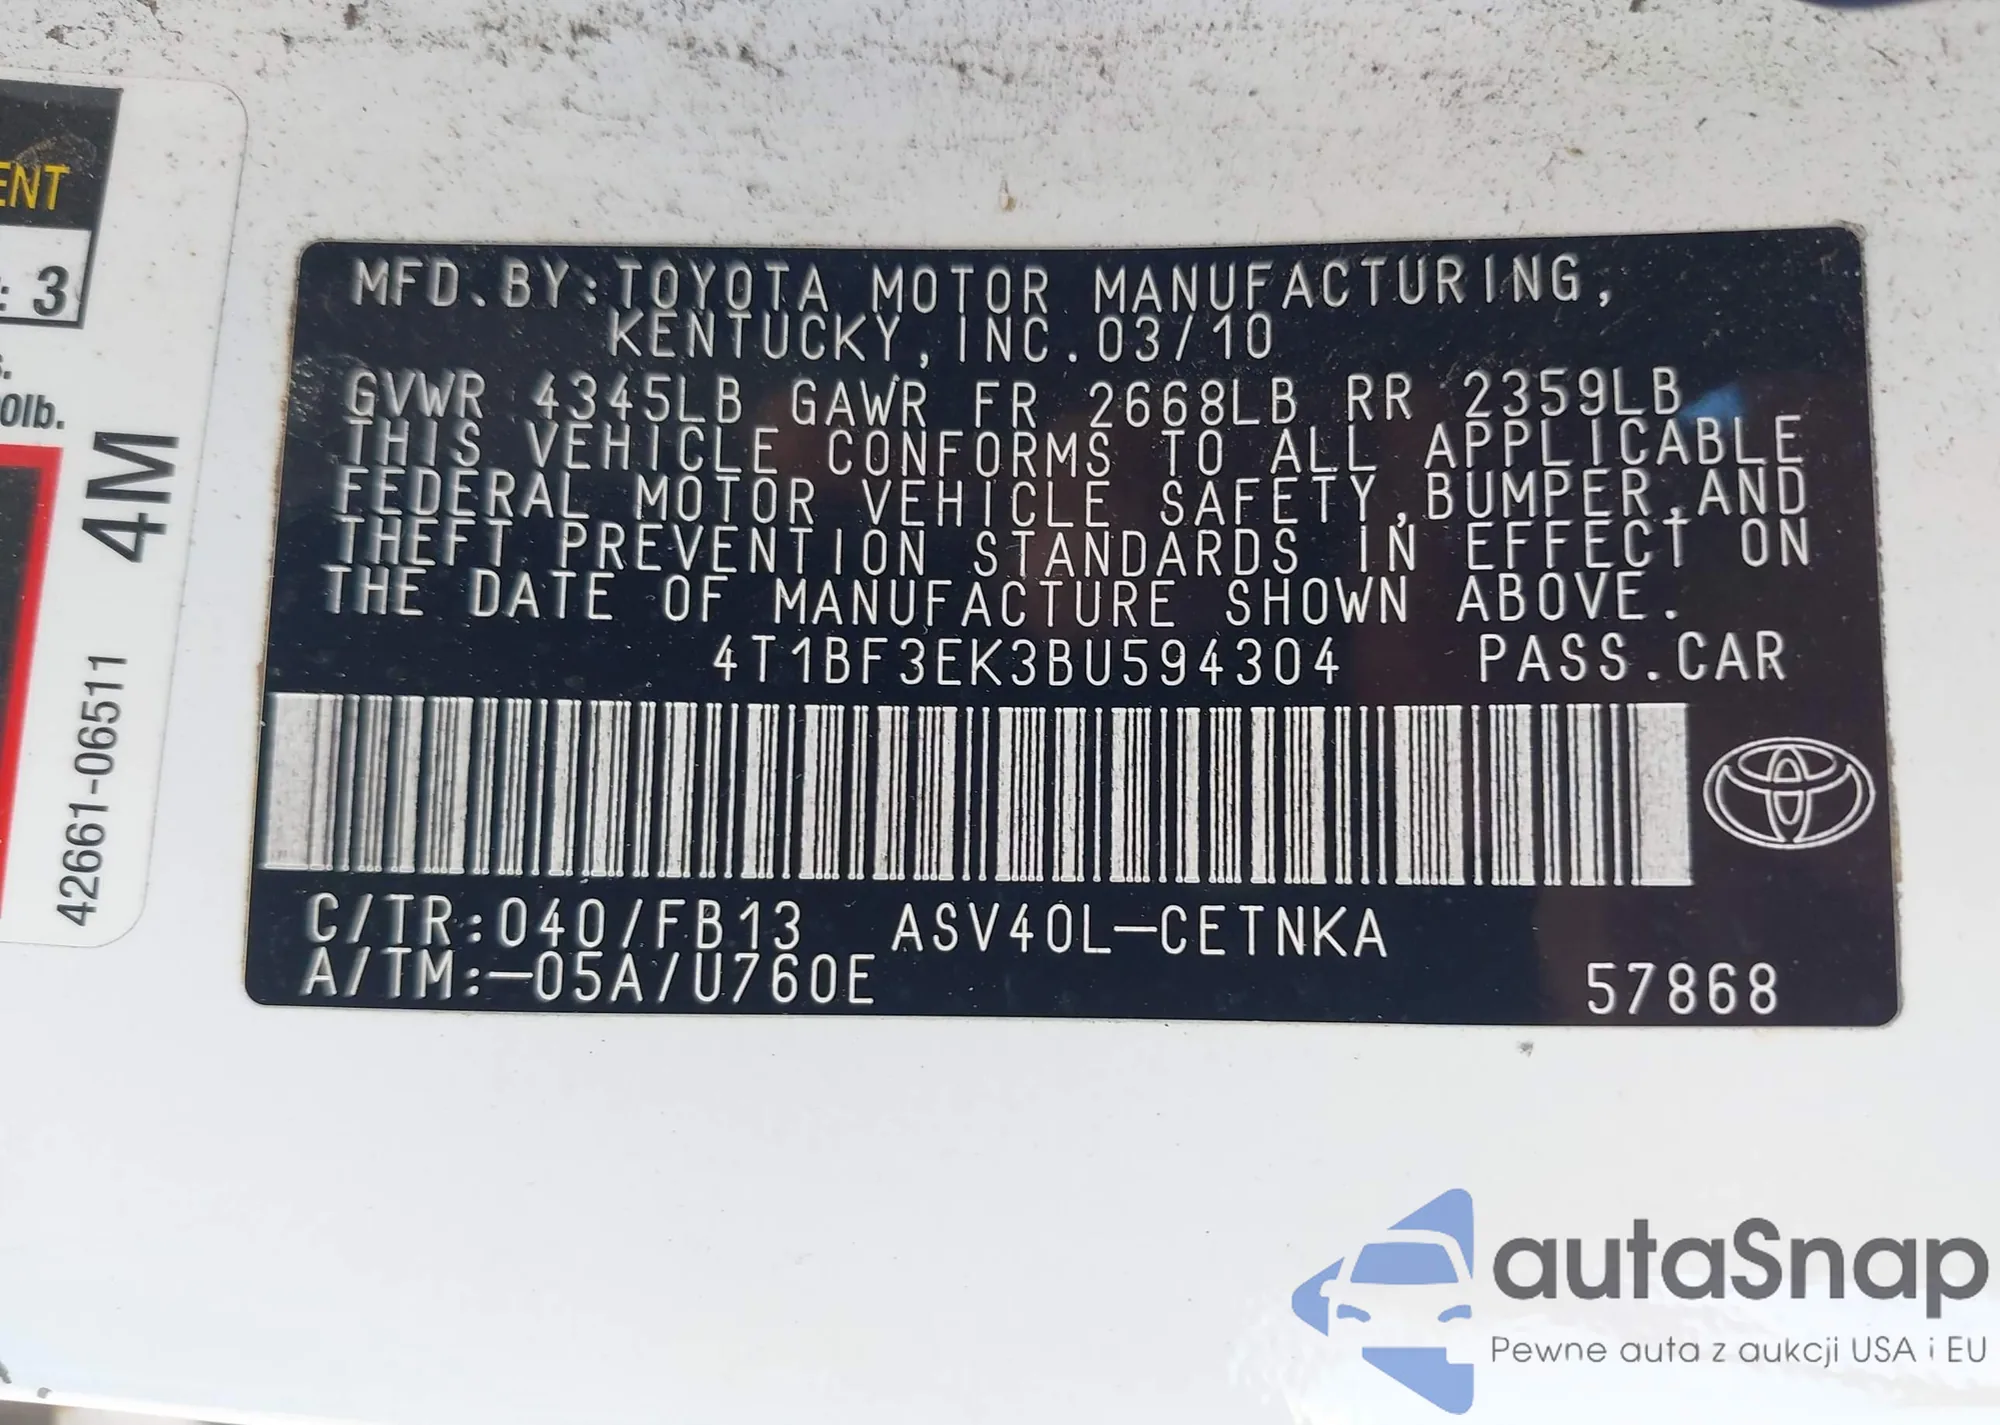 ENT
: 3
s.
0lb.
4M
42661-06511
MFD.BY:TOYOTA MOTOR MANUFACTURING,
KENTUCKY,INC.03/10
GVWR 4345LB GAWR FR 2668LB RR 2359LB
THIS VEHICLE CONFORMS TO ALL APPLICABLE
FEDERAL MOTOR VEHICLE SAFETY,BUMPER,AND
THEFT PREVENTION STANDARDS IN EFFECT ON
THE DATE OF MANUFACTURE SHOWN ABOVE.
4T1BF3EK3BU594304 PASS.CAR
C/TR:040/FB13 ASV40L-CETNKA
A/TM:-05A/U760E
57868
autaSnap
Pewne auta z aukcji USA i EU